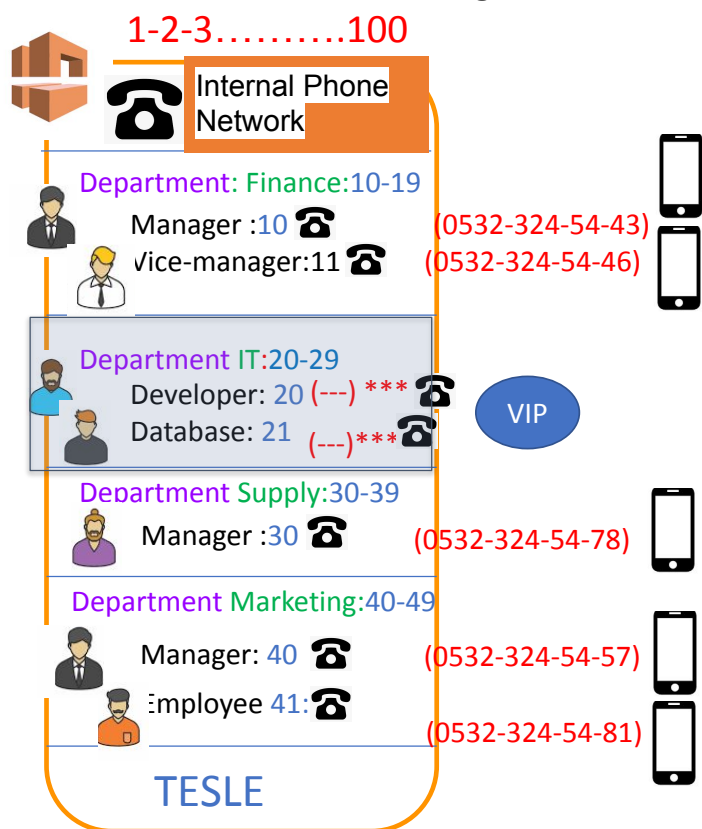 1-2-3……….100
Internal Phone
Network
Department: Finance:10-19
Manager :10
(0532-324-54-43)
Vice-manager:11
(0532-324-54-46)
Department IT:20-29
Developer: 20 (---) ***
Database: 21 (---)***
VIP
Department Supply:30-39
Manager :30
(0532-324-54-78)
Department Marketing:40-49
Manager: 40
(0532-324-54-57)
Employee 41:
(0532-324-54-81)
TESLE